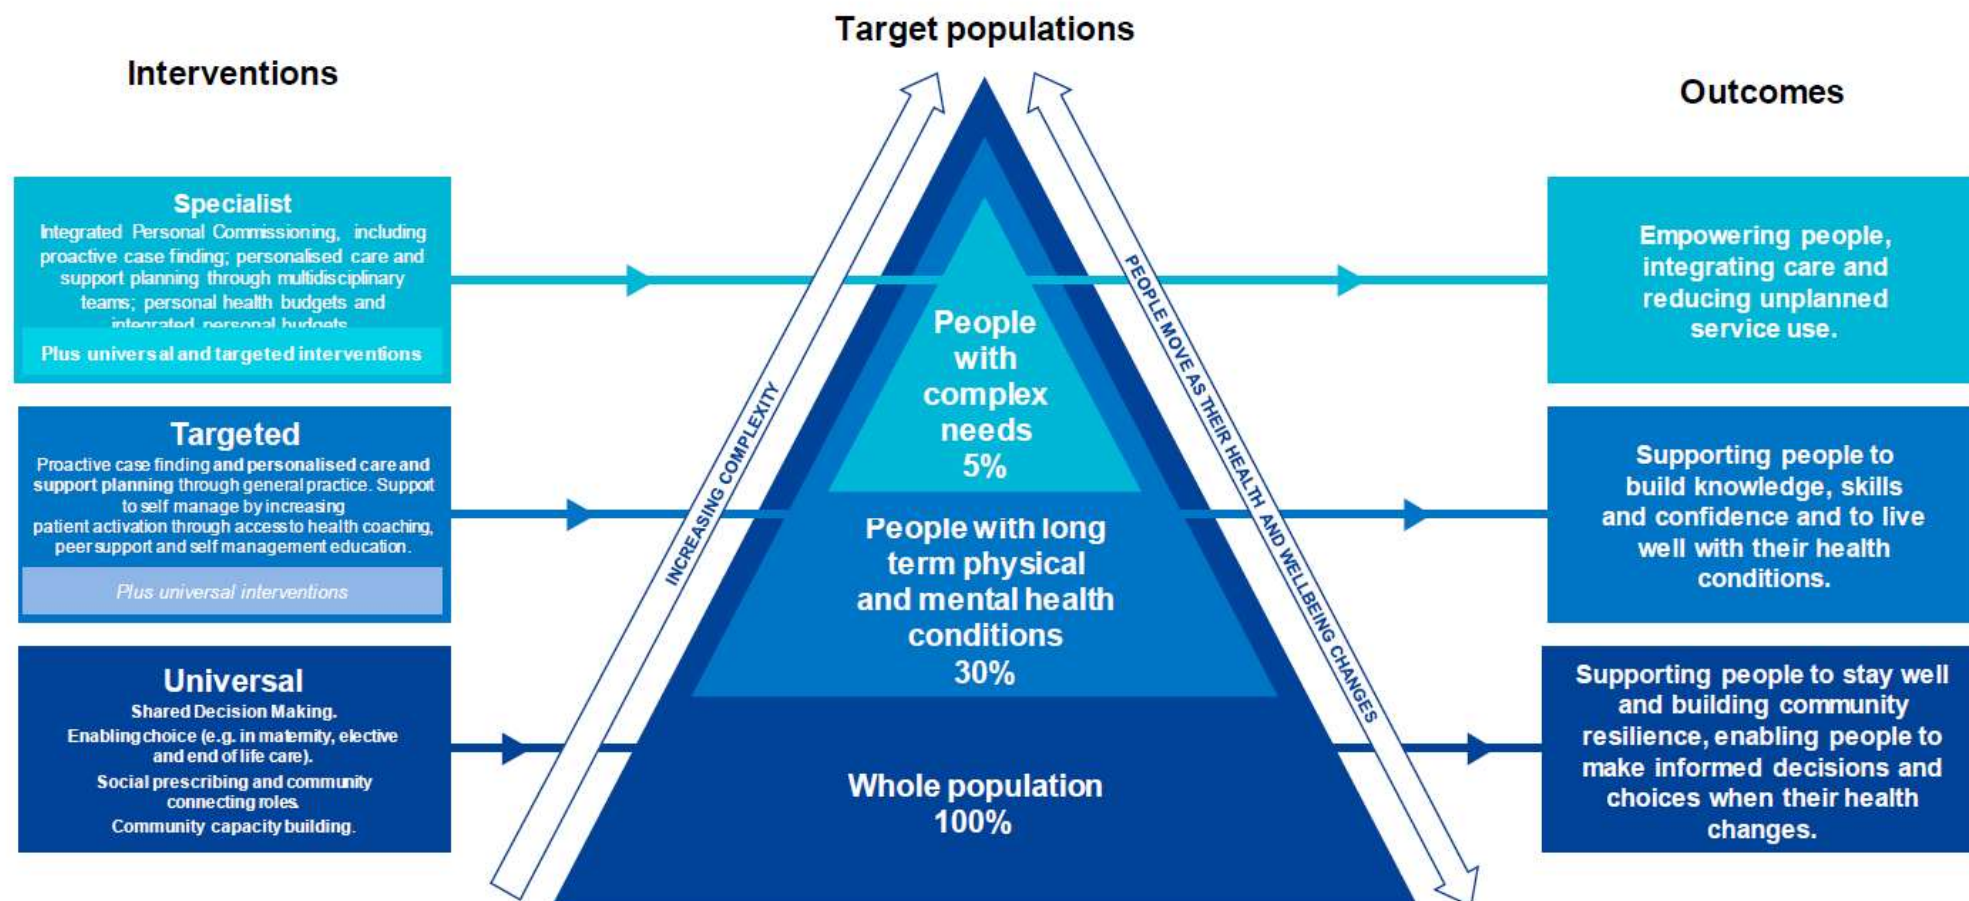 Target populations
Interventions
Outcomes
Specialist
Integrated Personal Commissioning, including
proactive case finding; personalised care and
support planning through multidisciplinary
teams; personal health budgets and
integrated personal budgets
Plus universal and targeted interventions
Targeted
Proactive case finding and personalised care and
support planning through general practice. Support
to self manage by increasing
patient activation through access to health coaching,
peer support and self management education.
Plus universal interventions
Universal
Shared Decision Making.
Enabling choice (e.g. in maternity, elective
and end of life care).
Social prescribing and community
connecting roles.
Community capacity building.
INCREASING COMPLEXITY
People
with
complex
needs
5%
People with long
term physical
and mental health
conditions
30%
Whole population
100%
PEOPLE MOVE AS THEIR HEALTH AND WELLBEING CHANGES
Empowering people,
integrating care and
reducing unplanned
service use.
Supporting people to
build knowledge, skills
and confidence and to live
well with their health
conditions.
Supporting people to stay well
and building community
resilience, enabling people to
make informed decisions and
choices when their health
changes.